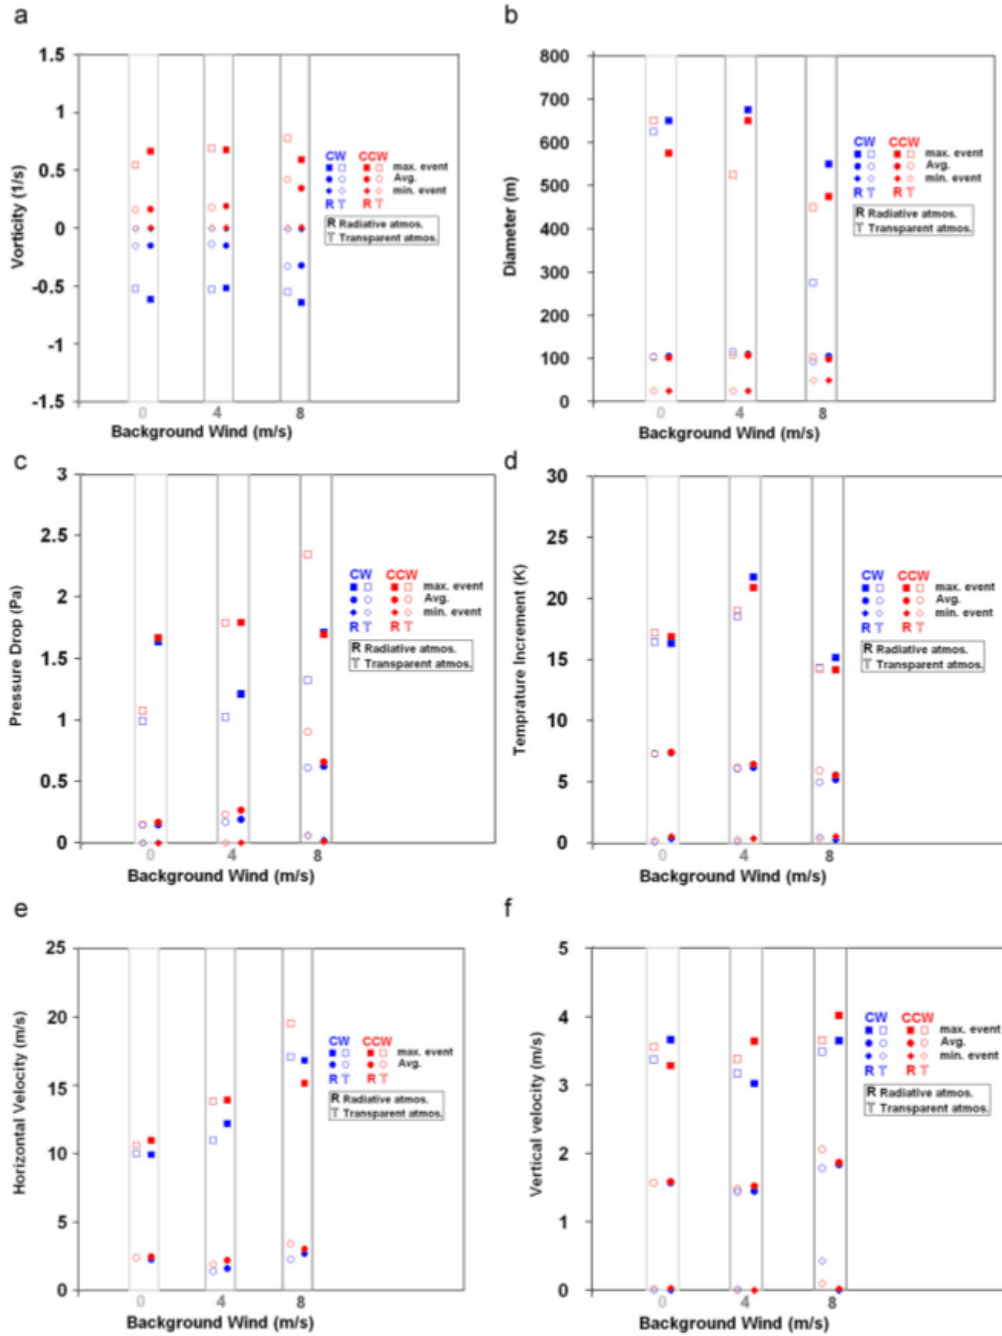 a
1.5
1
0.5
0
-0.5
-1
-1.5
Vorticity (1/s)
0 4 8
Background Wind (m/s)
CW CCW
max. event
Avg.
min. event
R T R T
R Radiative atmos.
T Transparent atmos.
b
800
700
600
500
400
300
200
100
0
Diameter (m)
0 4 8
Background Wind (m/s)
CW CCW
max. event
Avg.
min. event
R T R T
R Radiative atmos.
T Transparent atmos.
c
3
2.5
2
1.5
1
0.5
0
Pressure Drop (Pa)
0 4 8
Background Wind (m/s)
CW CCW
max. event
Avg.
min. event
R T R T
R Radiative atmos.
T Transparent atmos.
d
30
25
20
15
10
5
0
Temprature Increment (K)
0 4 8
Background Wind (m/s)
CW CCW
max. event
Avg.
min. event
R T R T
R Radiative atmos.
T Transparent atmos.
e
25
20
15
10
5
0
Horizontal Velocity (m/s)
0 4 8
Background Wind (m/s)
CW CCW
max. event
Avg.
R T R T
R Radiative atmos.
T Transparent atmos.
f
5
4
3
2
1
0
Vertical velocity (m/s)
0 4 8
Background Wind (m/s)
CW CCW
max. event
Avg.
min. event
R T R T
R Radiative atmos.
T Transparent atmos.